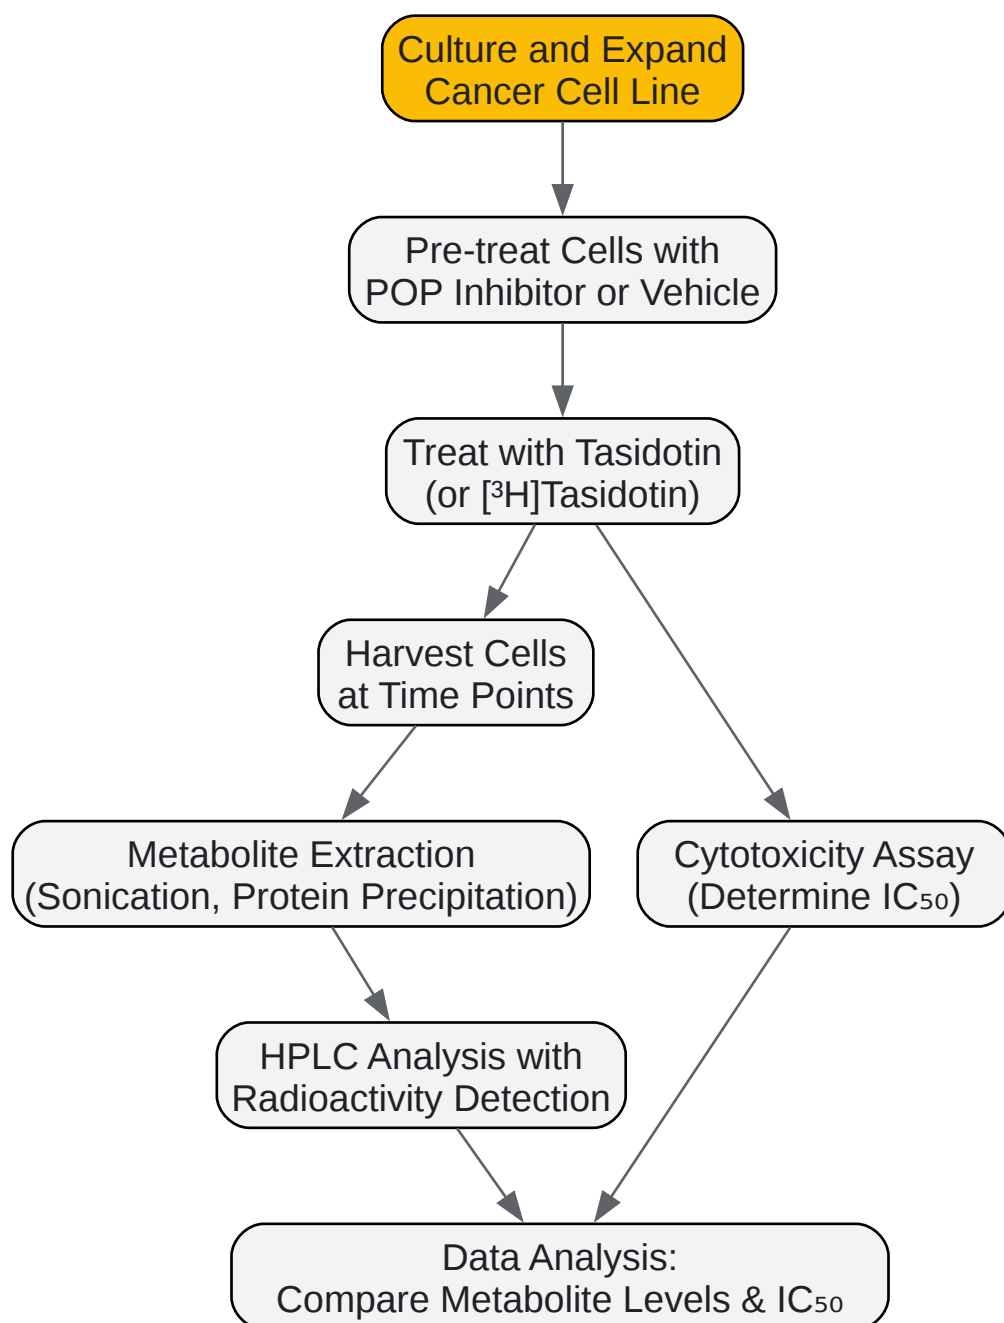 Culture and Expand
Cancer Cell Line
Pre-treat Cells with
POP Inhibitor or Vehicle
Treat with Tasidotin
(or [³H]Tasidotin)
Harvest Cells
at Time Points
Metabolite Extraction
(Sonication, Protein Precipitation)
Cytotoxicity Assay
(Determine IC₅₀)
HPLC Analysis with
Radioactivity Detection
Data Analysis:
Compare Metabolite Levels & IC₅₀